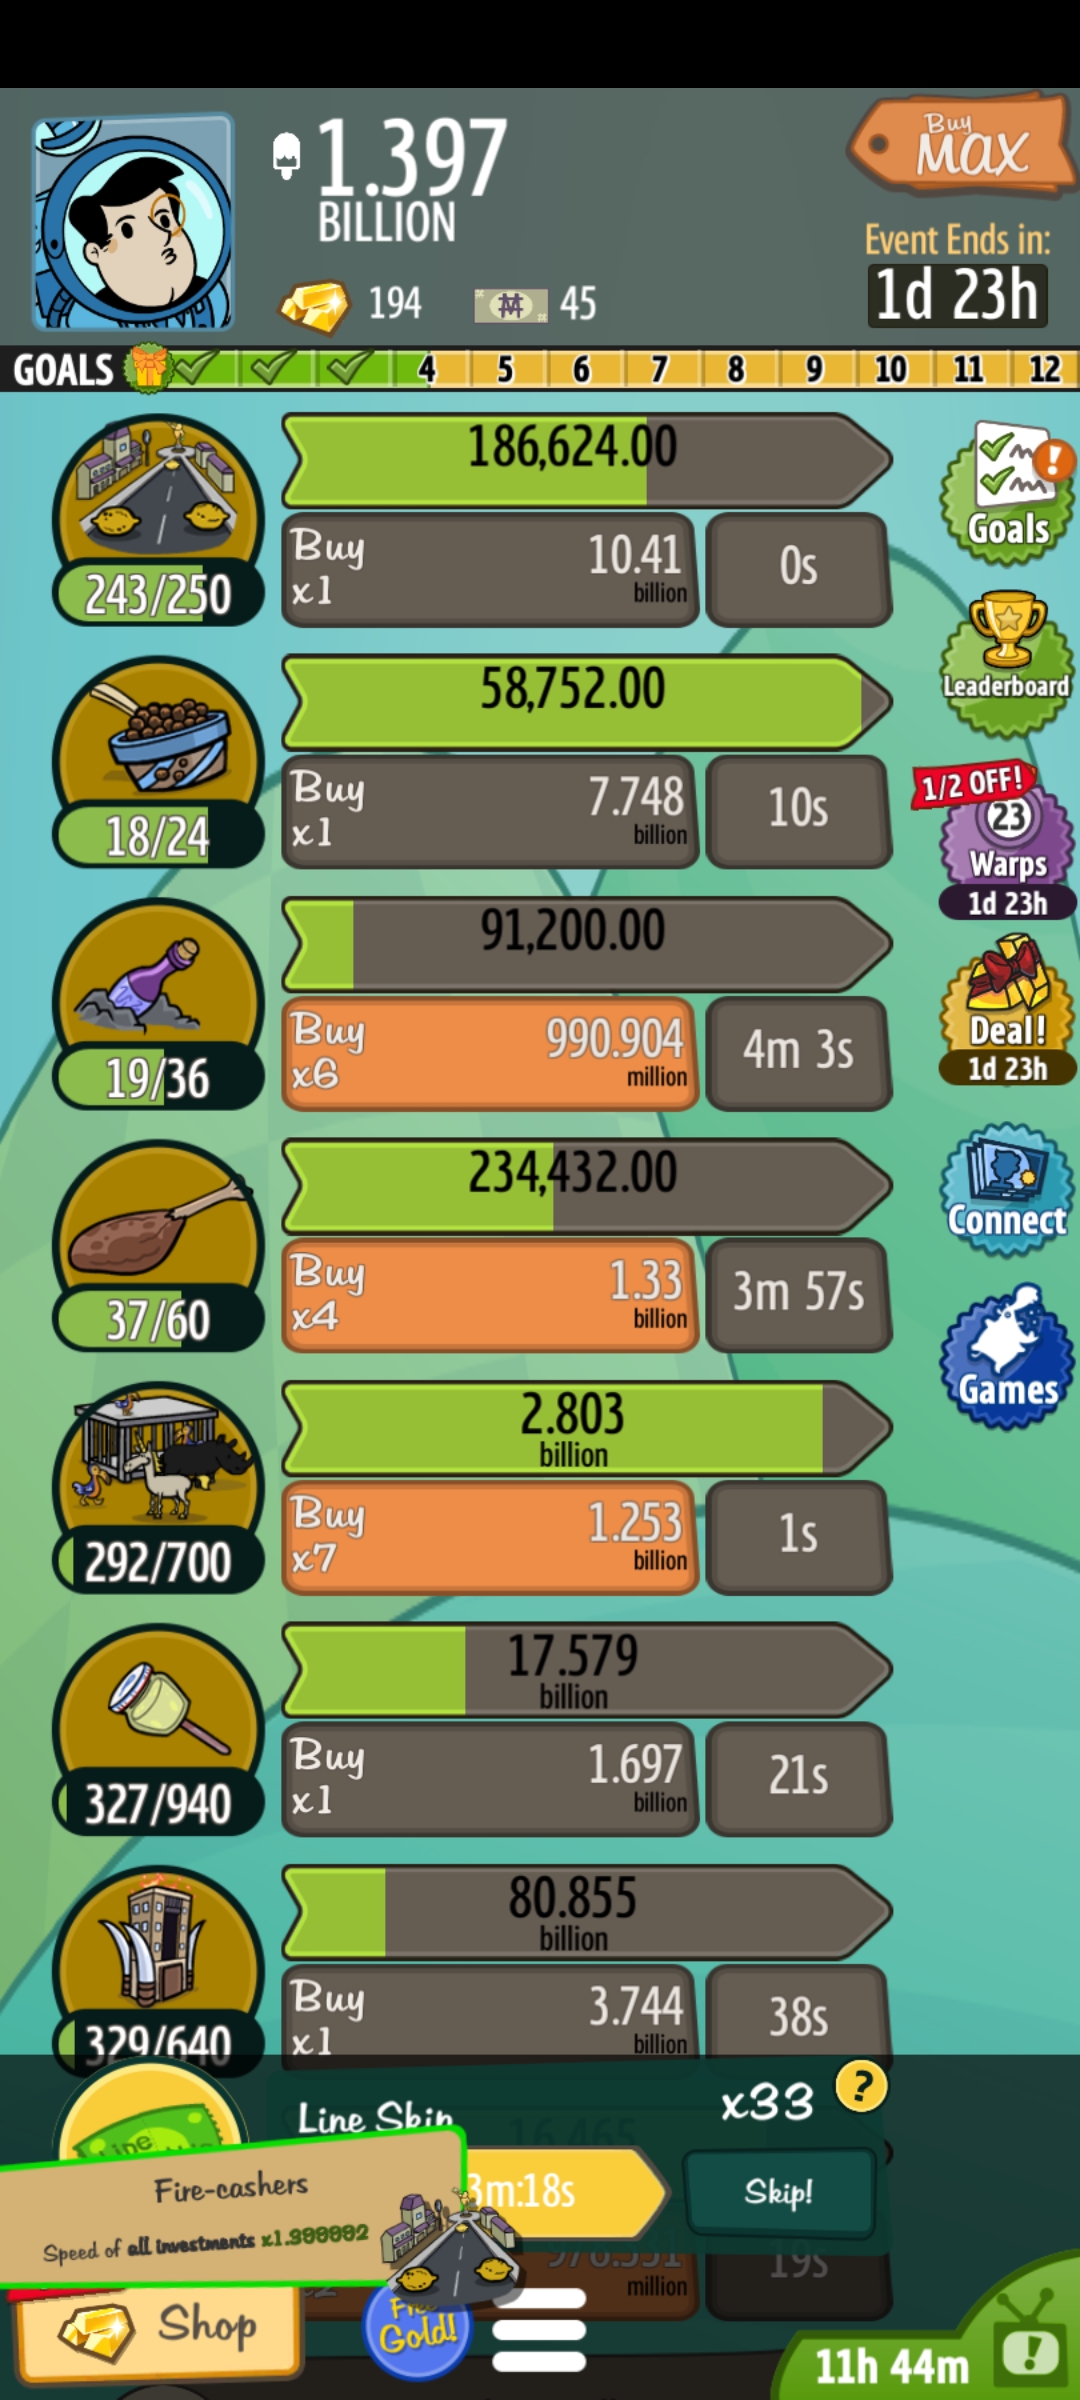 1.397
BILLION
Buy
MAX
Event Ends in:
1d 23h
194
45
GOALS
4
5
6
7
8
9
10
11
12
186,624.00
Buy
x1
10.41
billion
0s
243/250
Goals
58,752.00
Buy
x1
7.748
billion
10s
18/24
Leaderboard
1/2 OFF!
23
Warps
1d 23h
91,200.00
Buy
x6
990.904
million
4m 3s
19/36
Deal!
1d 23h
234,432.00
Buy
x4
1.33
billion
3m 57s
37/60
Connect
2.803
billion
Buy
x7
1.253
billion
1s
292/700
Games
17.579
billion
Buy
x1
1.697
billion
21s
327/940
80.855
billion
Buy
x1
3.744
billion
38s
329/640
Line Skip
x33
?
16.465
Line
3m:18s
Skip!
Fire-cashers
Speed of all investments x1.999992
million
19s
Shop
Free
Gold!
11h 44m